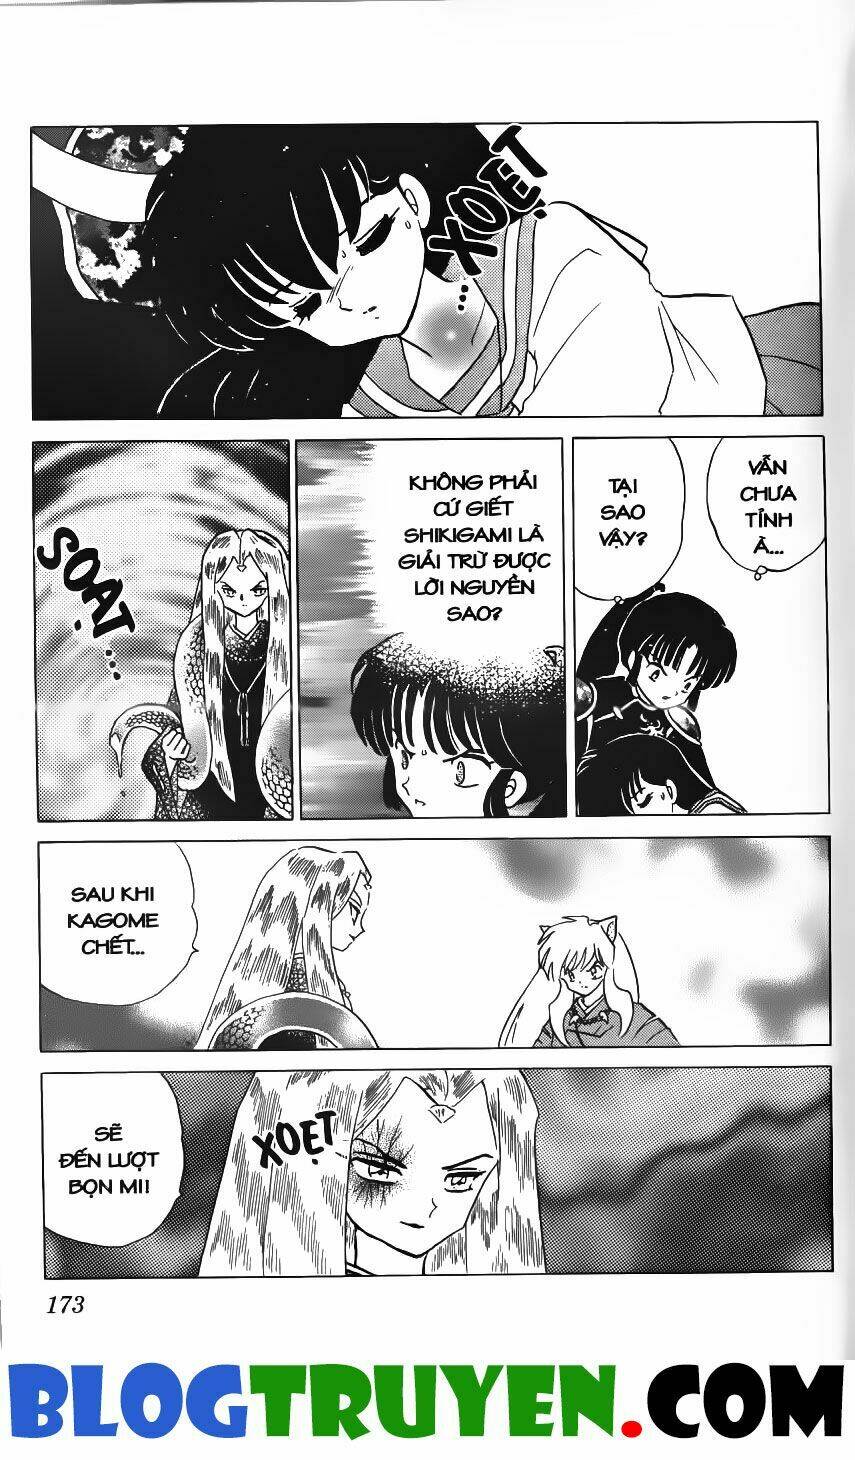 XOẸT
...
VẪN
CHƯA
TỈNH
À...
TẠI
SAO
VẬY?
KHÔNG PHẢI
CỨ GIẾT
SHIKIGAMI LÀ
GIẢI TRỪ ĐƯỢC
LỜI NGUYỀN
SAO?
SOẠT...
SAU KHI
KAGOME
CHẾT...
SẼ
ĐẾN LƯỢT
BỌN MI!
XOẸT
173
BLOGTRUYEN.COM